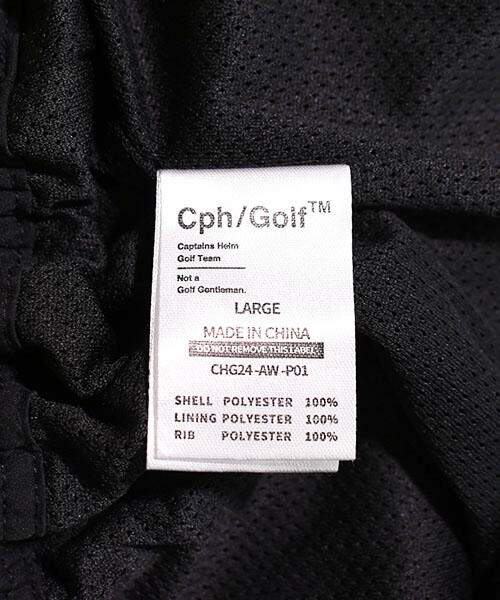 Cph/Golf™
Captains Helm
Golf Team
Not a
Golf Gentleman.
LARGE
MADE IN CHINA
DO NOT REMOVE THIS LABEL
CHG24-AW-P01
SHELL POLYESTER 100%
LINING POLYESTER 100%
RIB POLYESTER 100%